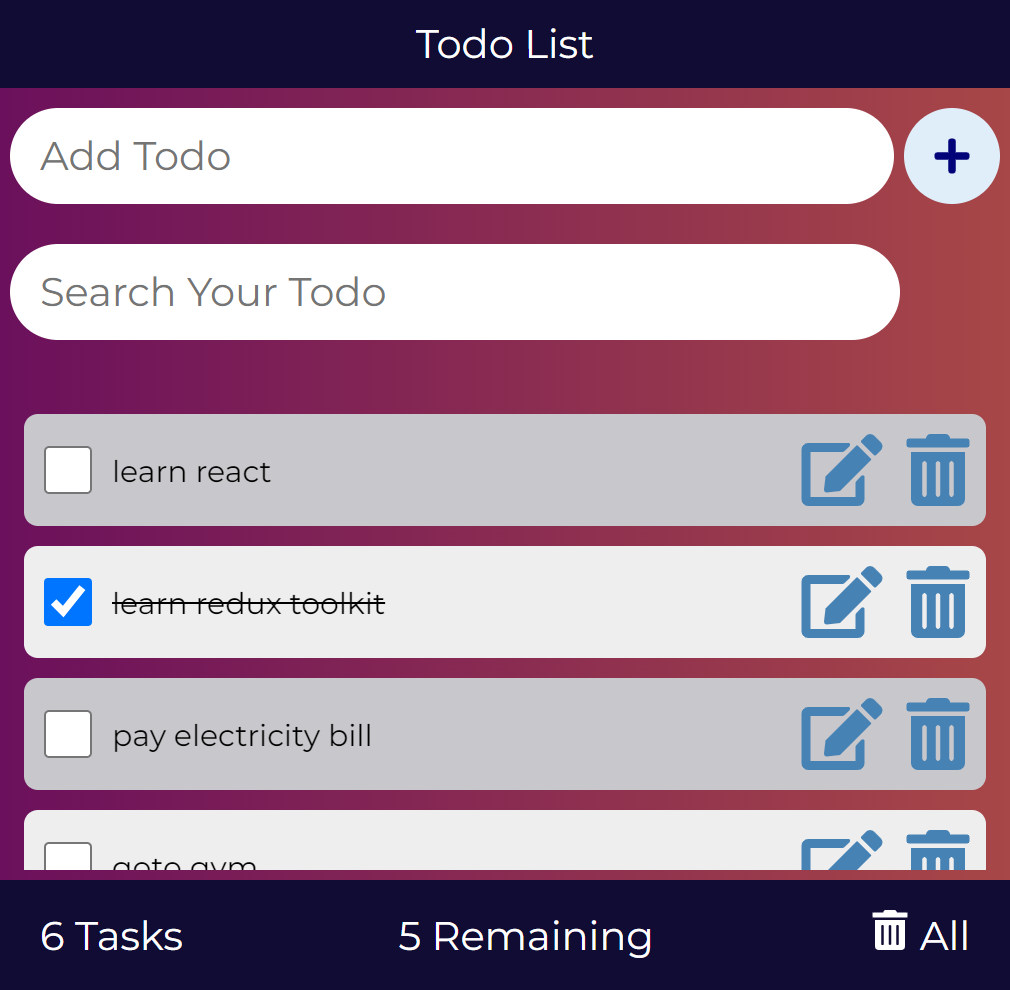 Todo List
Add Todo
Search Your Todo
learn react
learn redux toolkit
pay electricity bill
goto gym
6 Tasks 5 Remaining All